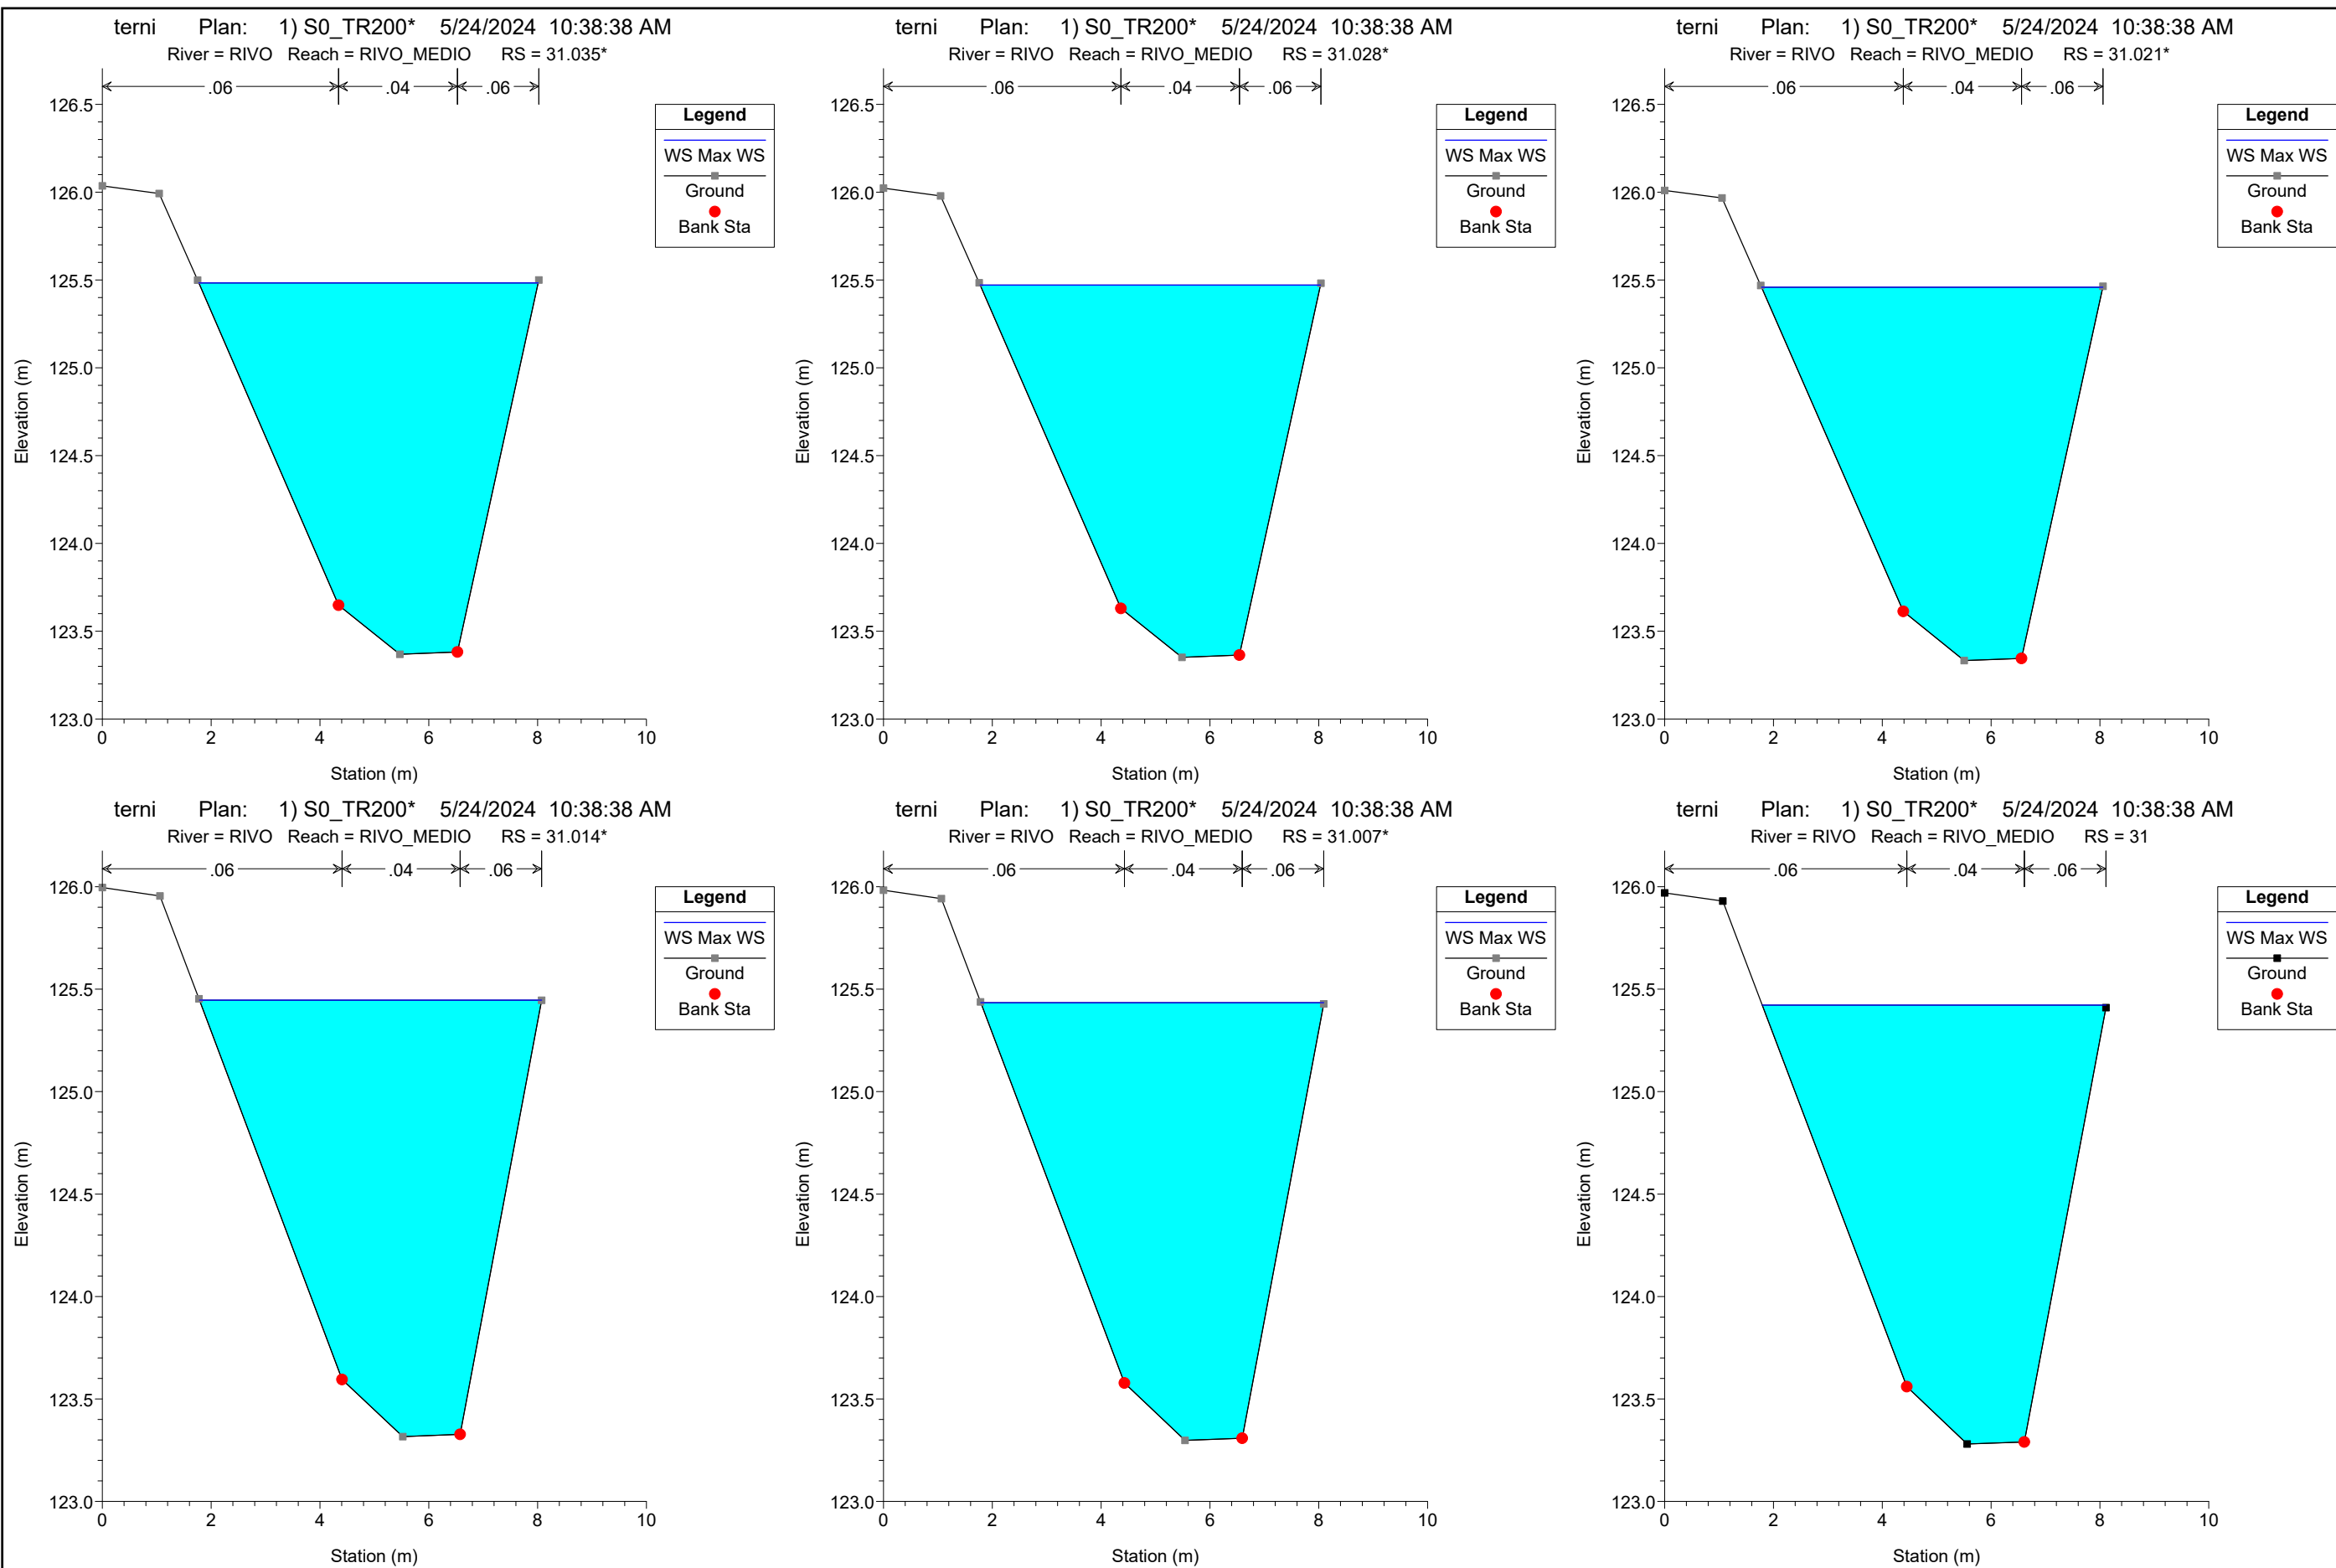 terni Plan: 1) S0_TR200* 5/24/2024 10:38:38 AM
River = RIVO Reach = RIVO_MEDIO RS = 31.035*
.06 .04 .06
126.5
126.0
125.5
125.0
124.5
124.0
123.5
123.0
0 2 4 6 8 10
Elevation (m)
Station (m)
Legend
WS Max WS
Ground
Bank Sta
terni Plan: 1) S0_TR200* 5/24/2024 10:38:38 AM
River = RIVO Reach = RIVO_MEDIO RS = 31.028*
.06 .04 .06
126.5
126.0
125.5
125.0
124.5
124.0
123.5
123.0
0 2 4 6 8 10
Elevation (m)
Station (m)
Legend
WS Max WS
Ground
Bank Sta
terni Plan: 1) S0_TR200* 5/24/2024 10:38:38 AM
River = RIVO Reach = RIVO_MEDIO RS = 31.021*
.06 .04 .06
126.5
126.0
125.5
125.0
124.5
124.0
123.5
123.0
0 2 4 6 8 10
Elevation (m)
Station (m)
Legend
WS Max WS
Ground
Bank Sta
terni Plan: 1) S0_TR200* 5/24/2024 10:38:38 AM
River = RIVO Reach = RIVO_MEDIO RS = 31.014*
.06 .04 .06
126.0
125.5
125.0
124.5
124.0
123.5
123.0
0 2 4 6 8 10
Elevation (m)
Station (m)
Legend
WS Max WS
Ground
Bank Sta
terni Plan: 1) S0_TR200* 5/24/2024 10:38:38 AM
River = RIVO Reach = RIVO_MEDIO RS = 31.007*
.06 .04 .06
126.0
125.5
125.0
124.5
124.0
123.5
123.0
0 2 4 6 8 10
Elevation (m)
Station (m)
Legend
WS Max WS
Ground
Bank Sta
terni Plan: 1) S0_TR200* 5/24/2024 10:38:38 AM
River = RIVO Reach = RIVO_MEDIO RS = 31
.06 .04 .06
126.0
125.5
125.0
124.5
124.0
123.5
123.0
0 2 4 6 8 10
Elevation (m)
Station (m)
Legend
WS Max WS
Ground
Bank Sta